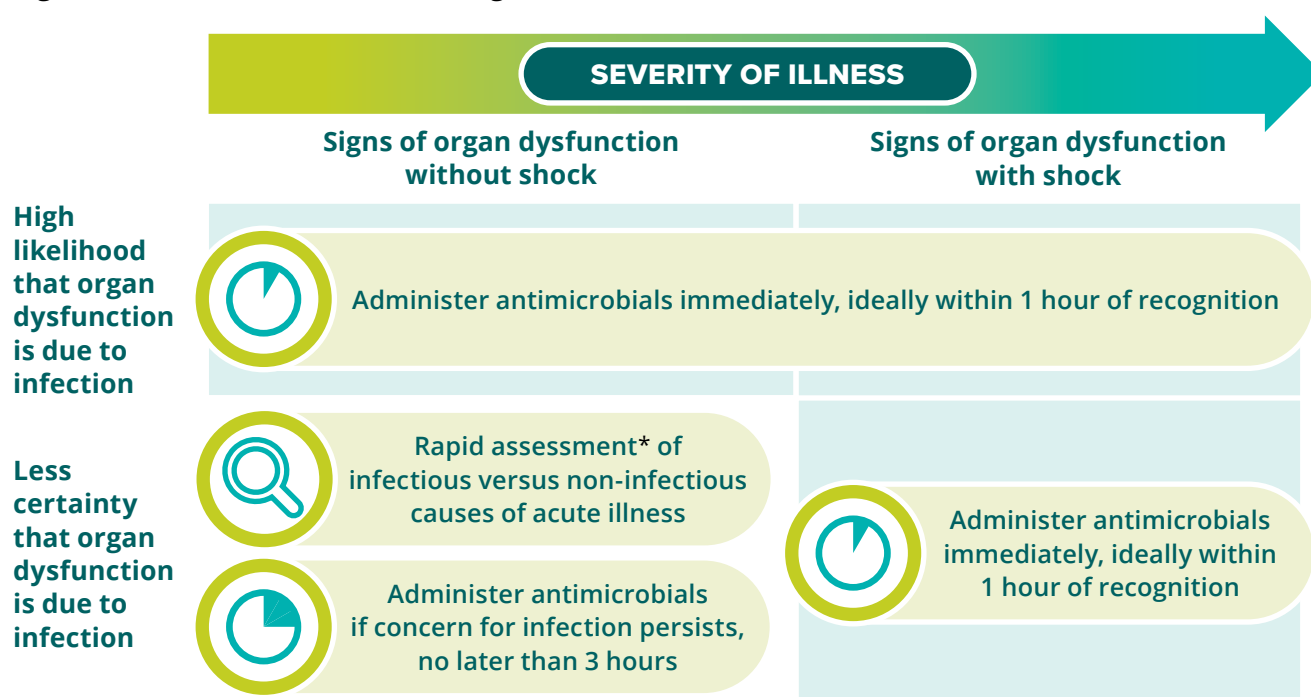 SEVERITY OF ILLNESS
Signs of organ dysfunction
without shock
Signs of organ dysfunction
with shock
High
likelihood
that organ
dysfunction
is due to
infection
Administer antimicrobials immediately, ideally within 1 hour of recognition
Less
certainty
that organ
dysfunction
is due to
infection
Rapid assessment* of
infectious versus non-infectious
causes of acute illness
Administer antimicrobials
if concern for infection persists,
no later than 3 hours
Administer antimicrobials
immediately, ideally within
1 hour of recognition